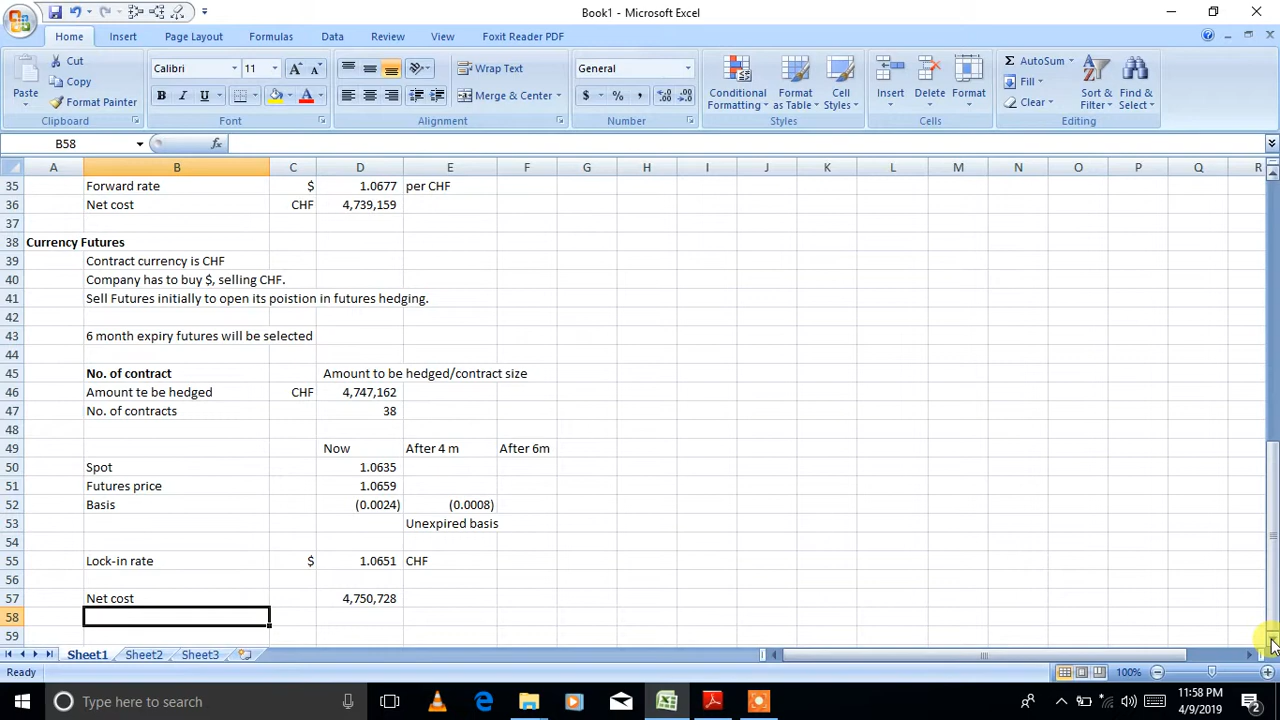 Book1 - Microsoft Excel
Home Insert Page Layout Formulas Data Review View Foxit Reader PDF
Paste Cut Copy Format Painter Clipboard
Calibri 11 B I U A Font
Wrap Text Merge & Center Alignment
General $ % , Number
Conditional Formatting Format as Table Cell Styles Styles
Insert Delete Format Cells
Σ AutoSum Fill Clear Sort & Filter Find & Select Editing
B58 fx
A B C D E F G H I J K L M N O P Q R
35 Forward rate $ 1.0677 per CHF
36 Net cost CHF 4,739,159
37
38 Currency Futures
39 Contract currency is CHF
40 Company has to buy $, selling CHF.
41 Sell Futures initially to open its poistion in futures hedging.
42
43 6 month expiry futures will be selected
44
45 No. of contract Amount to be hedged/contract size
46 Amount te be hedged CHF 4,747,162
47 No. of contracts 38
48
49 Now After 4 m After 6m
50 Spot 1.0635
51 Futures price 1.0659
52 Basis (0.0024) (0.0008)
53 Unexpired basis
54
55 Lock-in rate $ 1.0651 CHF
56
57 Net cost 4,750,728
58
59
Sheet1 Sheet2 Sheet3
Ready 100%
Type here to search 11:58 PM
4/9/2019 2